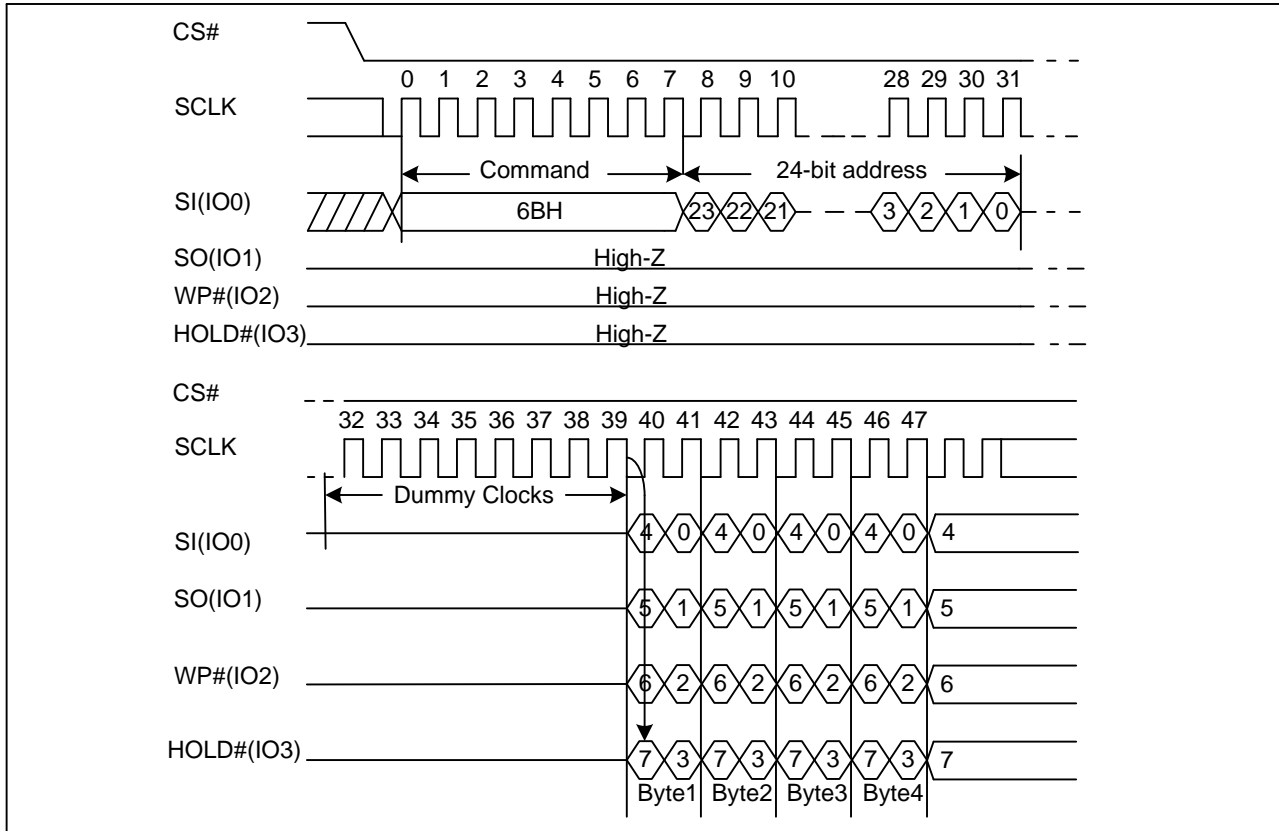 CS#
0 1 2 3 4 5 6 7 8 9 10 28 29 30 31
SCLK
Command 24-bit address
SI(IO0) 6BH 23 22 21 3 2 1 0
SO(IO1) High-Z
WP#(IO2) High-Z
HOLD#(IO3) High-Z
CS#
32 33 34 35 36 37 38 39 40 41 42 43 44 45 46 47
SCLK
Dummy Clocks
SI(IO0) 4 0 4 0 4 0 4 0 4
SO(IO1) 5 1 5 1 5 1 5 1 5
WP#(IO2) 6 2 6 2 6 2 6 2 6
HOLD#(IO3) 7 3 7 3 7 3 7 3 7
Byte1 Byte2 Byte3 Byte4